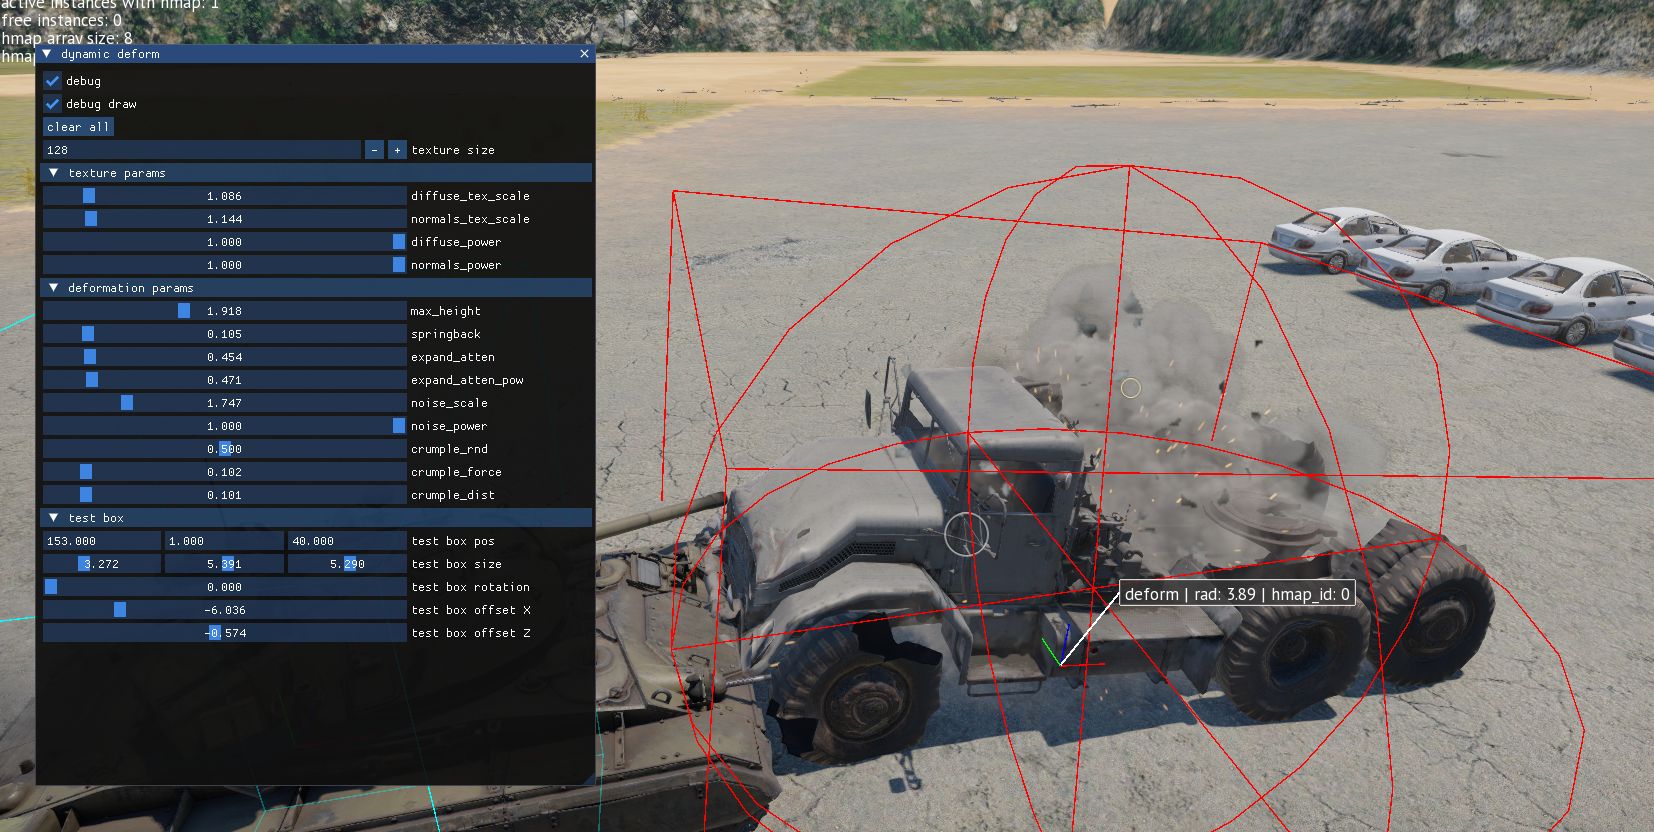 active instances with hmap: 1
free instances: 0
hmap array size: 8
hmap
dynamic deform
debug
debug draw
clear all
128 - + texture size
texture params
1.086 diffuse_tex_scale
1.144 normals_tex_scale
1.000 diffuse_power
1.000 normals_power
deformation params
1.918 max_height
0.105 springback
0.454 expand_atten
0.471 expand_atten_pow
1.747 noise_scale
1.000 noise_power
0.500 crumple_rnd
0.102 crumple_force
0.101 crumple_dist
test box
153.000 1.000 40.000 test box pos
3.272 5.391 5.290 test box size
0.000 test box rotation
-6.036 test box offset X
-0.574 test box offset Z
deform | rad: 3.89 | hmap_id: 0